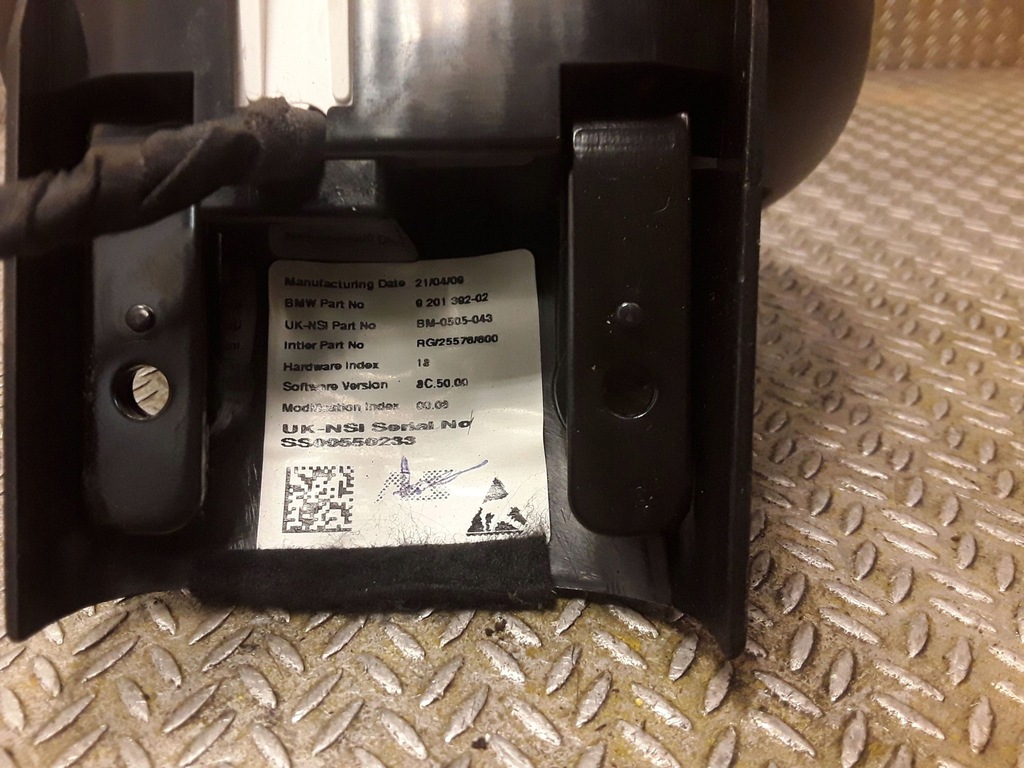 Manufacturing Date 21/04/09
BMW Part No 9 201 392-02
UK-NSI Part No BM-0505-043
Intier Part No RG/25576/800
Hardware Index 18
Software Version 8C.50.00
Modification Index 00.08
UK-NSI Serial No
SS00550233